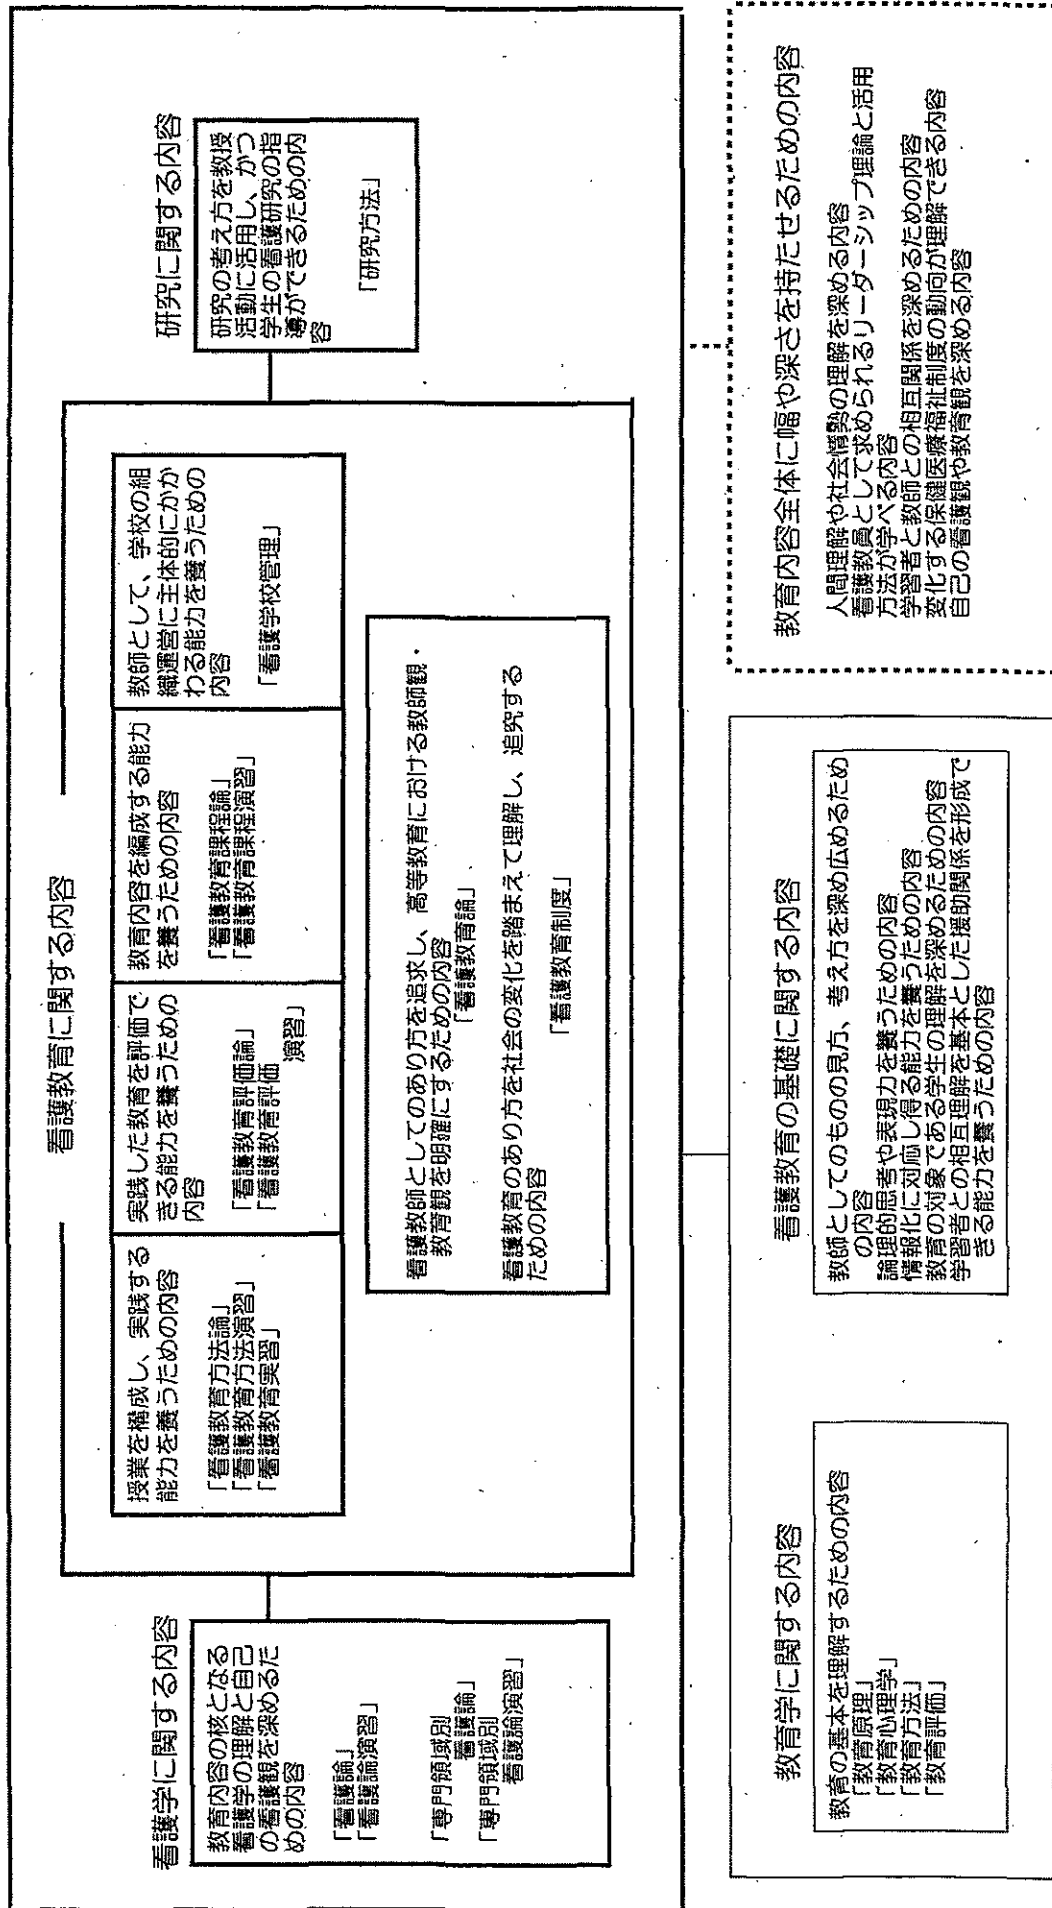 看護教育に関する内容
看護学に関する内容
教育内容の核となる
看護学の理解と自己
の看護観を深めるた
めの内容
「看護論」
「看護論演習」
「専門領域別
看護論」
「専門領域別
看護論演習」
授業を構成し、実践する
能力を養うための内容
「看護教育方法論」
「看護教育方法演習」
「看護教育実習」
実践した教育を評価で
きる能力を養うための
内容
「看護教育評価論」
「看護教育評価
演習」
教育内容を編成する能力
を養うための内容
「看護教育課程論」
「看護教育課程演習」
教師として、学校の組
織運営に主体的にかか
わる能力を養うための
内容
「看護学校管理」
看護教師としてのあり方を追求し、高等教育における教師観・
教育観を明確にするための内容
「看護教育論」
看護教育のあり方を社会の変化を踏まえて理解し、追究する
ための内容
「看護教育制度」
研究に関する内容
研究の考え方を教授
活動に活用し、かつ
学生の看護研究の指
導ができるための内
容
「研究方法」
教育学に関する内容
教育の基本を理解するための内容
「教育原理」
「教育心理学」
「教育方法」
「教育評価」
看護教育の基礎に関する内容
教師としてのものの見方、考え方を深め広めるため
の内容
論理的思考や表現力を養うための内容
情報化に対応し得る能力を養うための内容
教育の対象である学生の理解を深めるための内容
学習者との相互理解を基本とした援助関係を形成で
きる能力を養うための内容
教育内容全体に幅や深さを持たせるための内容
人間理解や社会情勢の理解を深める内容
看護教員として求められるリーダーシップ理論と活用
方法が学べる内容
学習者と教師との相互関係を深めるための内容
変化する保健医療福祉制度の動向が理解できる内容
自己の看護観や教育観を深める内容